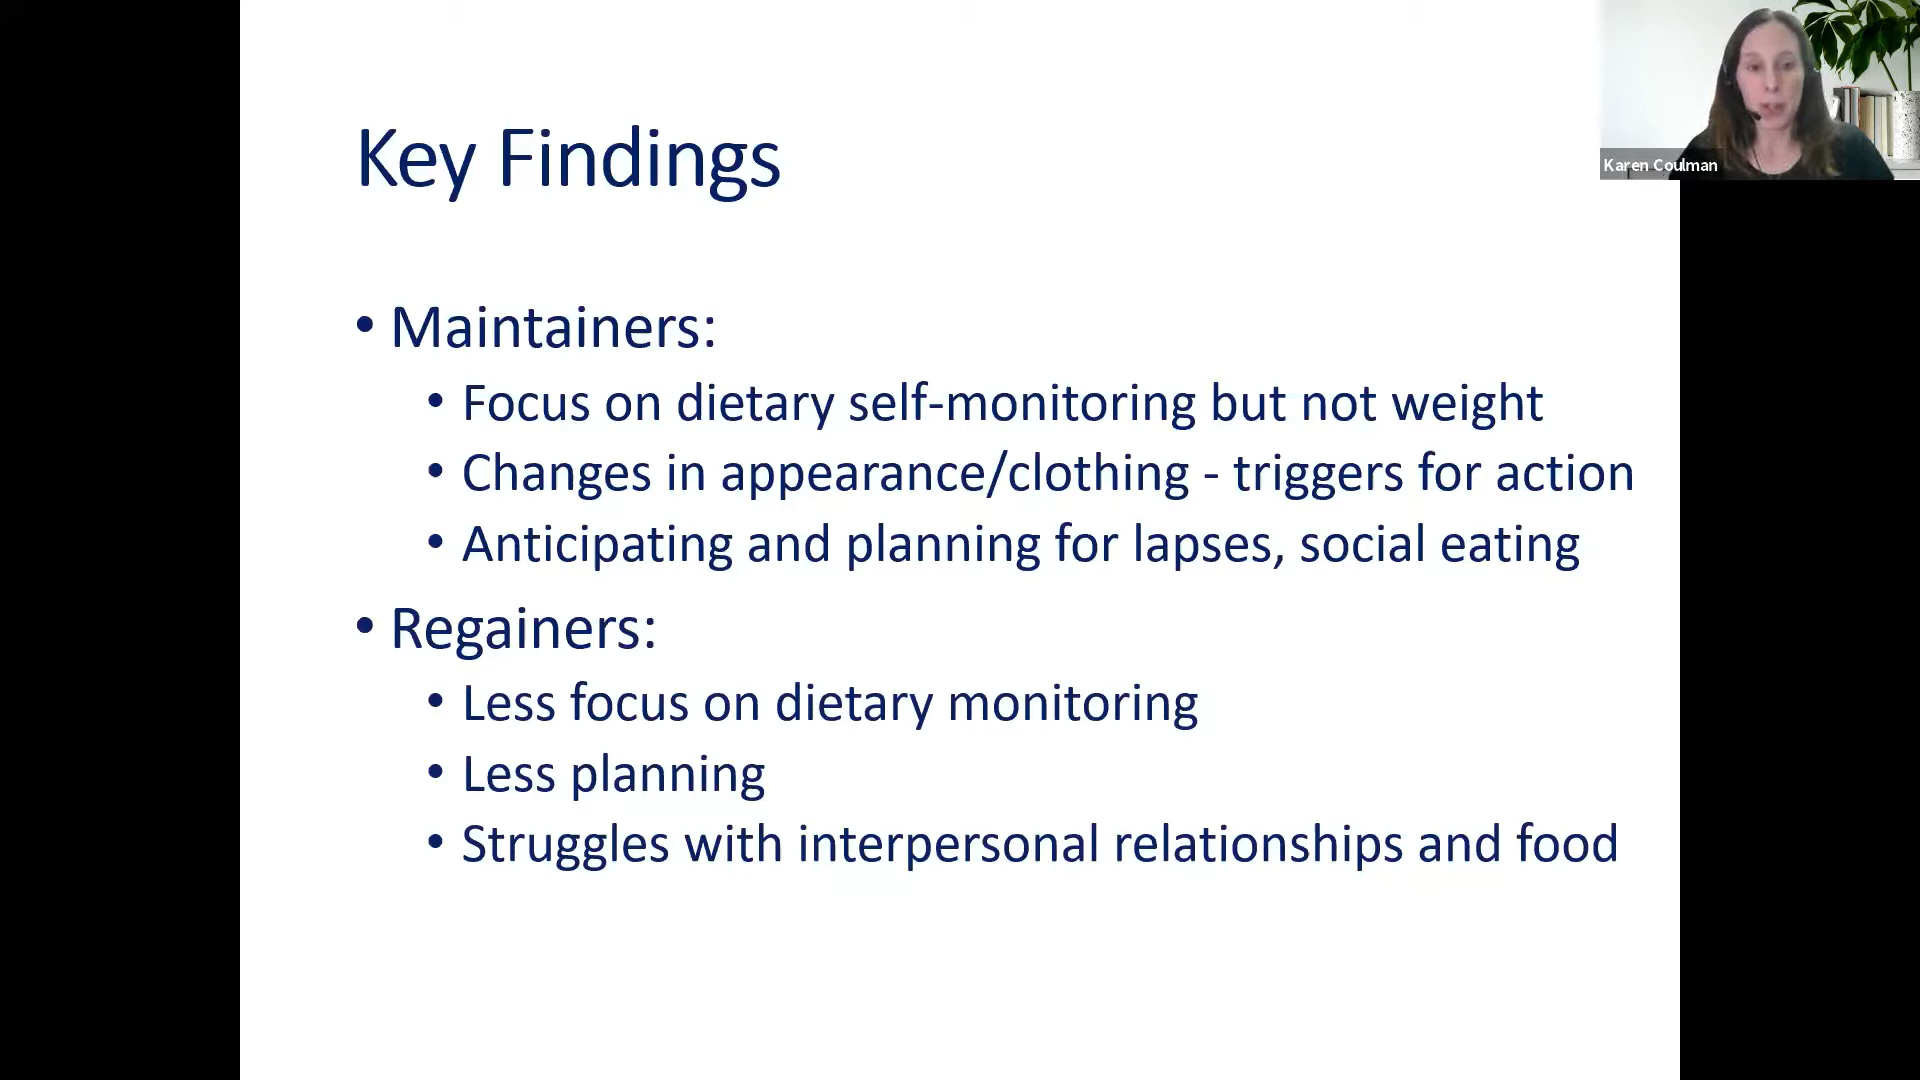 Karen Coulman
Key Findings
• Maintainers:
• Focus on dietary self-monitoring but not weight
• Changes in appearance/clothing - triggers for action
• Anticipating and planning for lapses, social eating
• Regainers:
• Less focus on dietary monitoring
• Less planning
• Struggles with interpersonal relationships and food